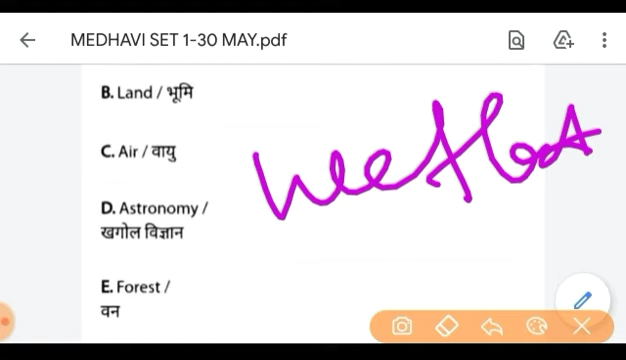 MEDHAVI SET 1-30 MAY.pdf
B. Land / भूमि
C. Air / वायु
D. Astronomy /
खगोल विज्ञान
E. Forest /
वन